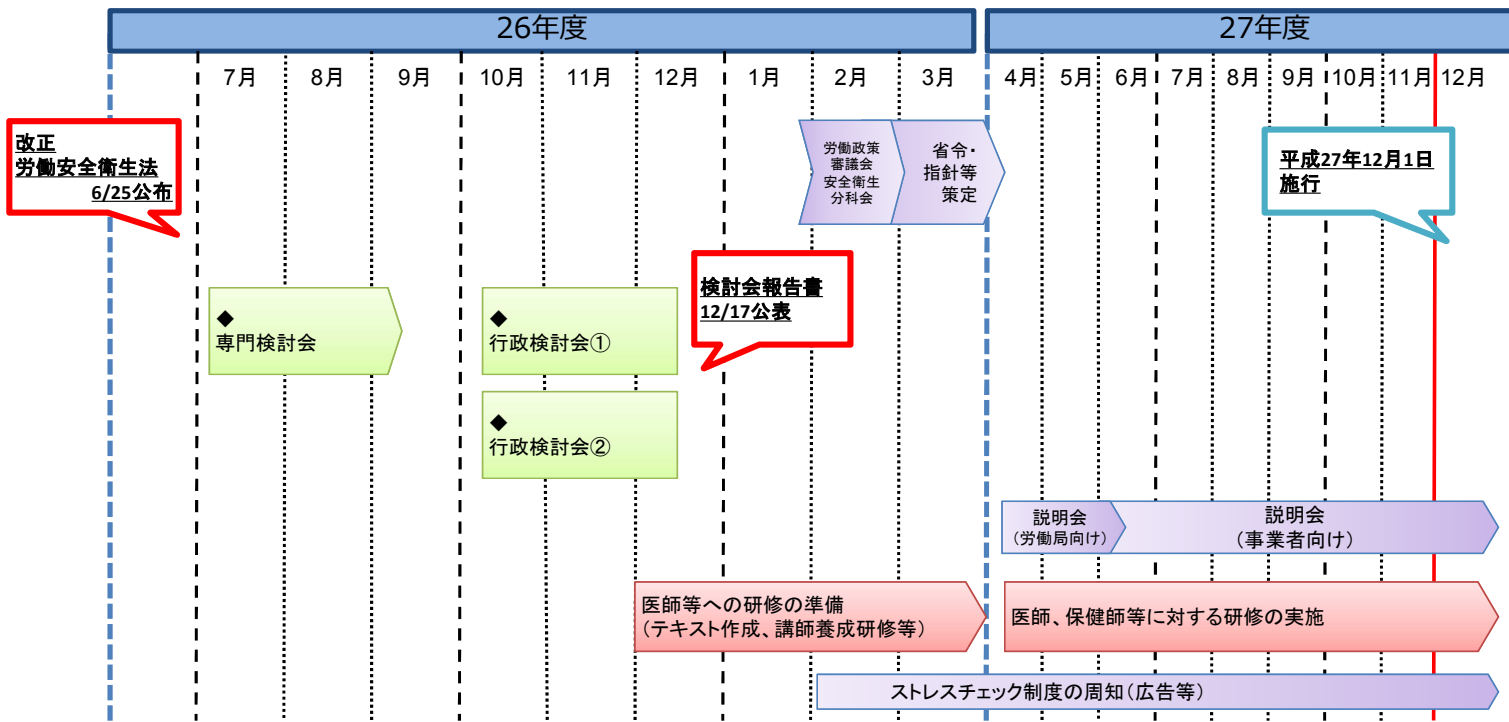 26年度
27年度
7月
8月
9月
10月
11月
12月
1月
2月
3月
4月
5月
6月
7月
8月
9月
10月
11月
12月
改正
労働安全衛生法
6/25公布
労働政策
審議会
安全衛生
分科会
省令・
指針等
策定
平成27年12月1日
施行
検討会報告書
12/17公表
◆
専門検討会
◆
行政検討会①
◆
行政検討会②
説明会
(労働局向け)
説明会
(事業者向け)
医師等への研修の準備
(テキスト作成、講師養成研修等)
医師、保健師等に対する研修の実施
ストレスチェック制度の周知(広告等)